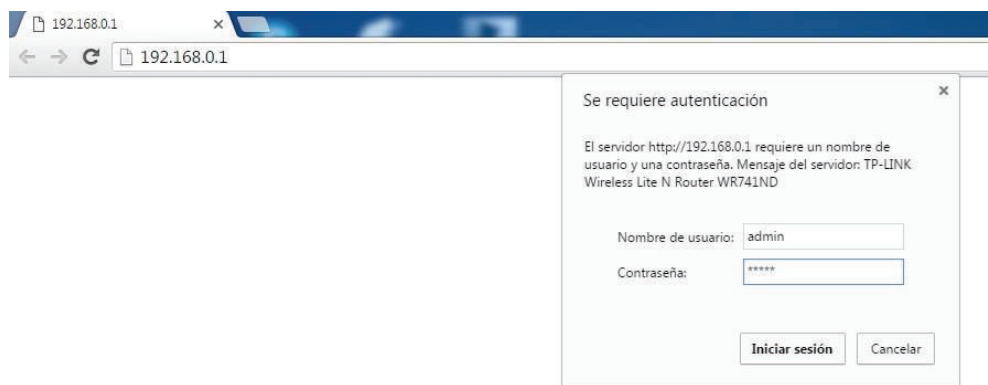 192.168.0.1
192.168.0.1
Se requiere autenticación
El servidor http://192.168.0.1 requiere un nombre de
usuario y una contraseña. Mensaje del servidor: TP-LINK
Wireless Lite N Router WR741ND
Nombre de usuario: admin
Contraseña: *****
Iniciar sesión Cancelar